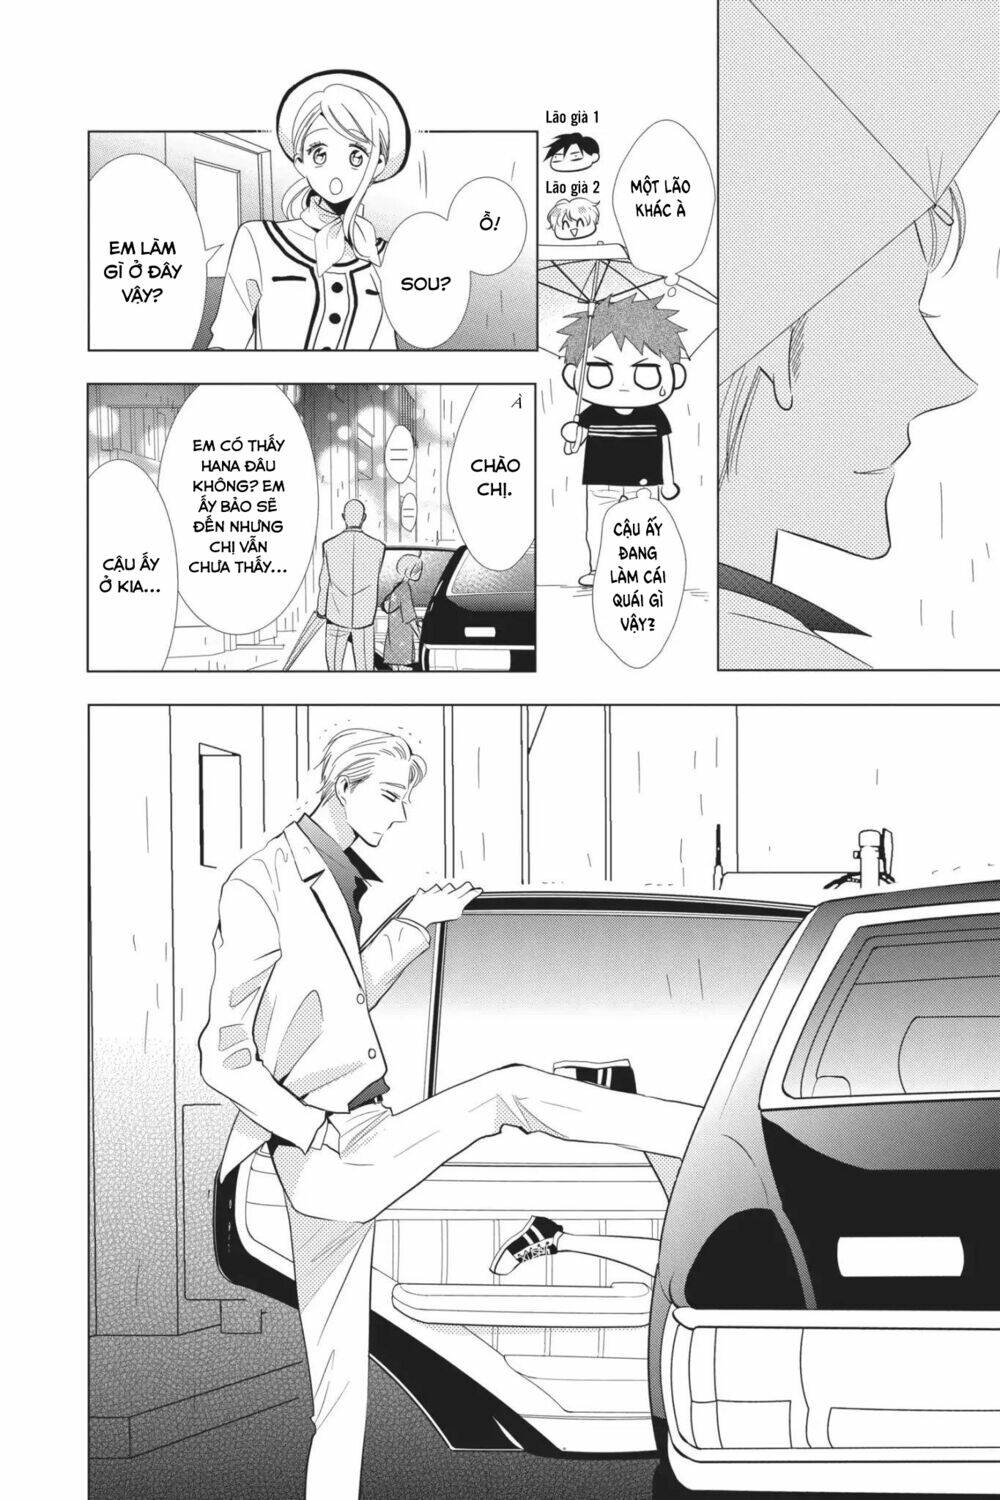 Lão già 1
Lão già 2
MỘT LÃO
KHÁC À
CẬU ẤY
ĐANG
LÀM CÁI
QUÁI GÌ
VẬY?
Ồ!
SOU?
EM LÀM
GÌ Ở ĐÂY
VẬY?
À
CHÀO
CHỊ.
EM CÓ THẤY
HANA ĐÂU
KHÔNG? EM
ẤY BẢO SẼ
ĐẾN NHƯNG
CHỊ VẪN
CHƯA THẤY...
CẬU ẤY
Ở KIA...